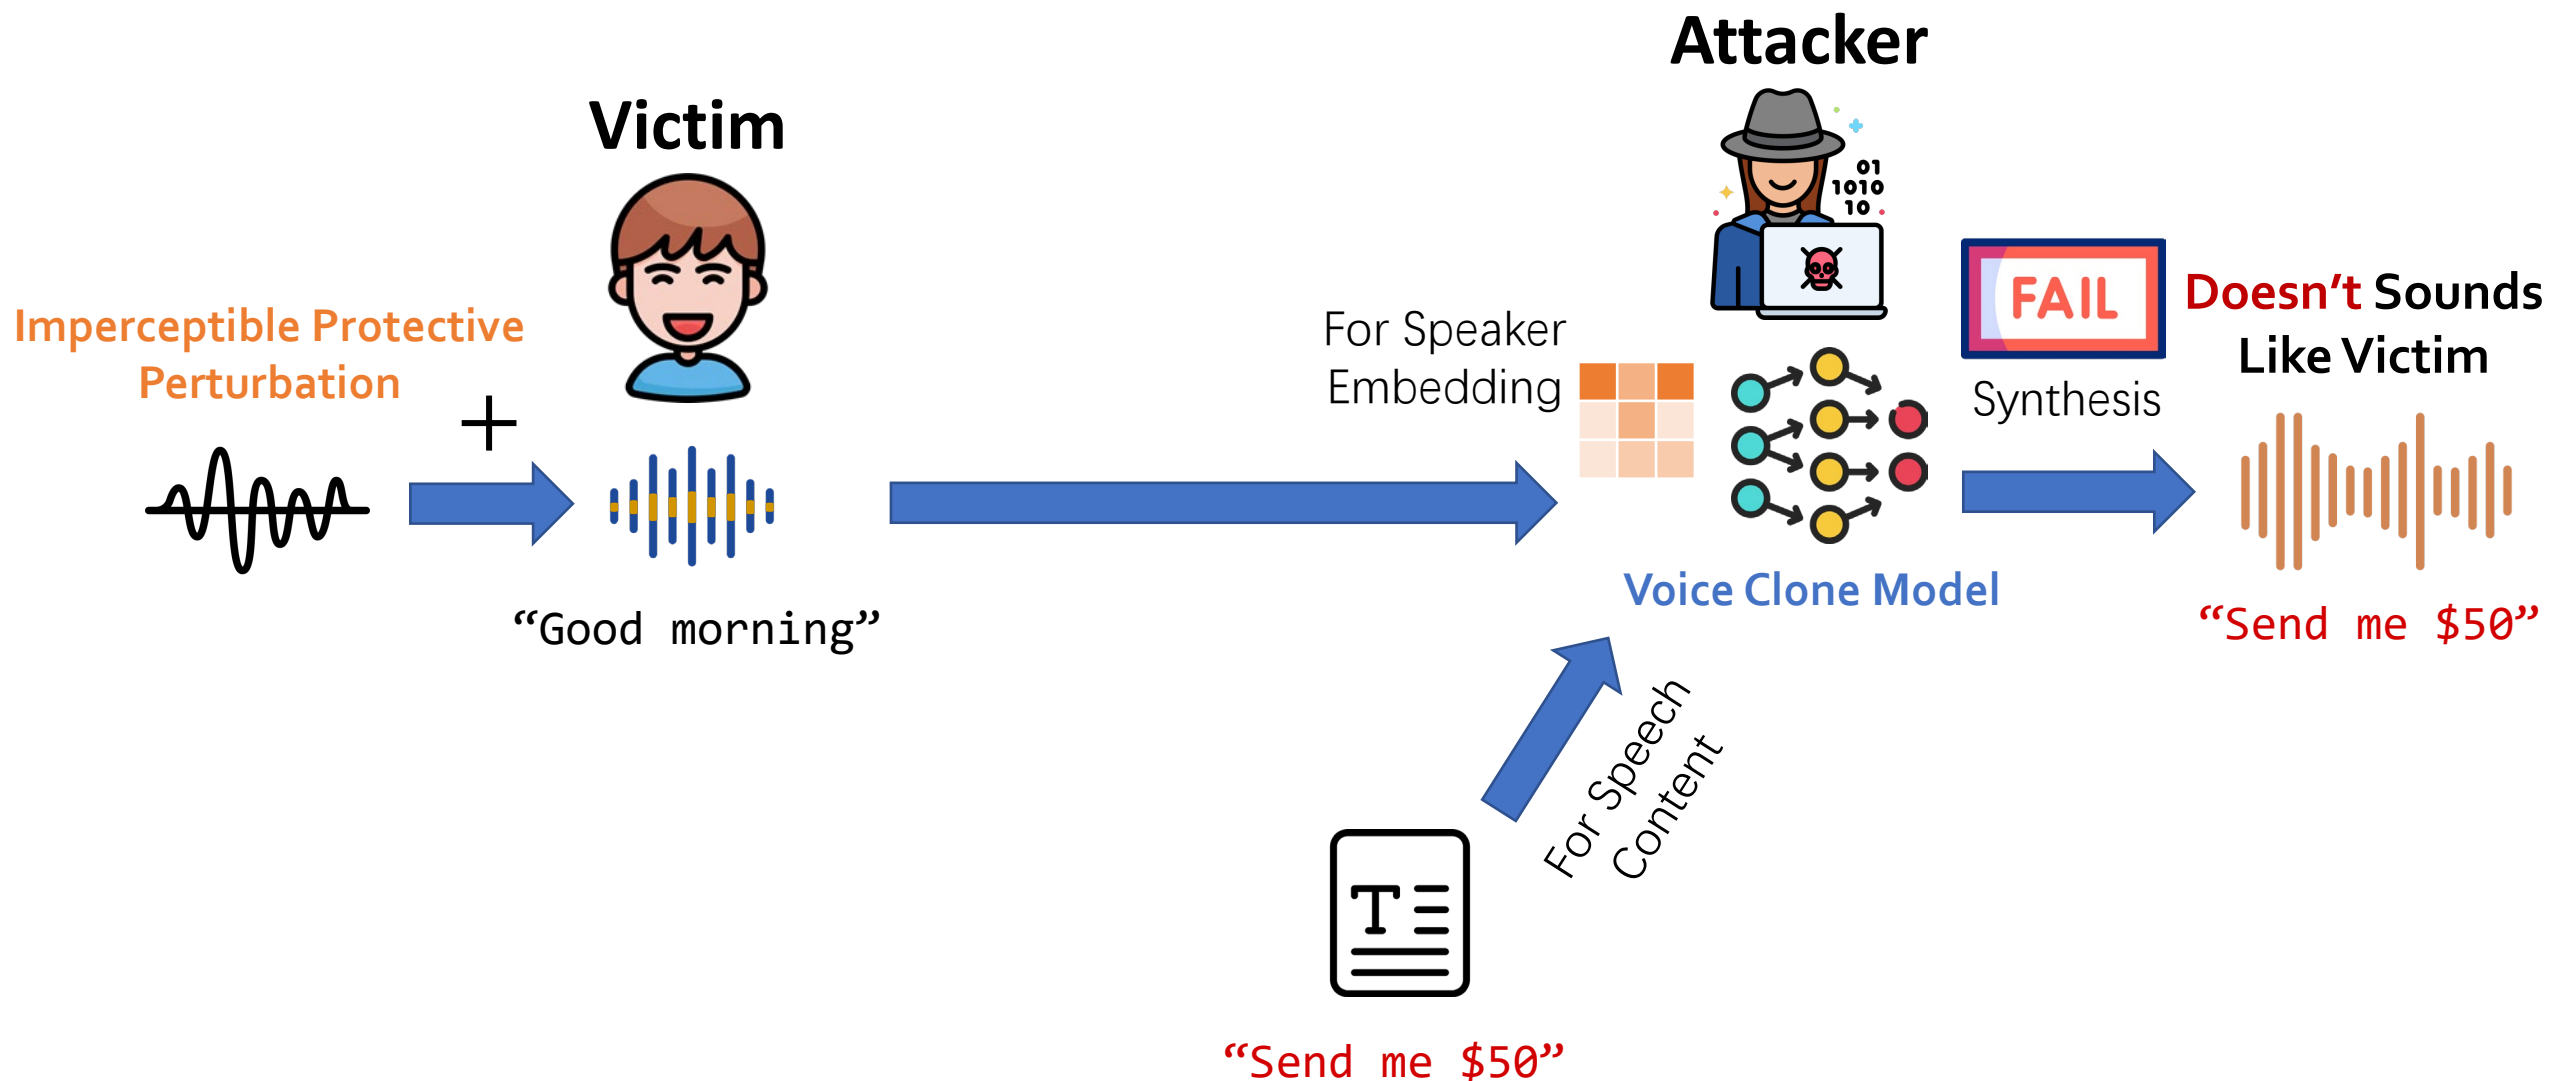 Attacker
Victim
01
1010
10
FAIL
Imperceptible Protective
Perturbation
+
For Speaker
Embedding
Synthesis
Doesn’t Sounds
Like Victim
“Good morning”
Voice Clone Model
“Send me $50”
For Speech
Content
T
“Send me $50”